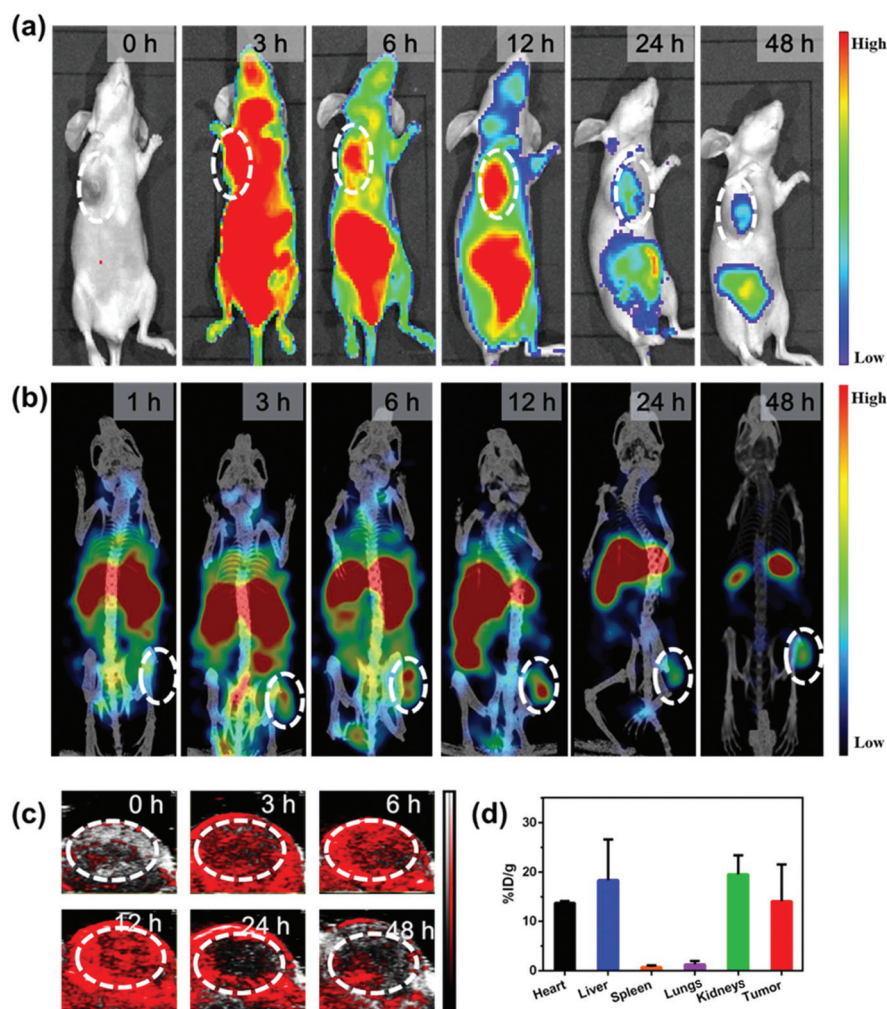 (a)
0 h
3 h
6 h
12 h
24 h
48 h
High
Low
(b)
1 h
3 h
6 h
12 h
24 h
48 h
High
Low
(c)
0 h
3 h
6 h
12 h
24 h
48 h
(d)
%ID/g
30
20
10
0
Heart
Liver
Spleen
Lungs
Kidneys
Tumor